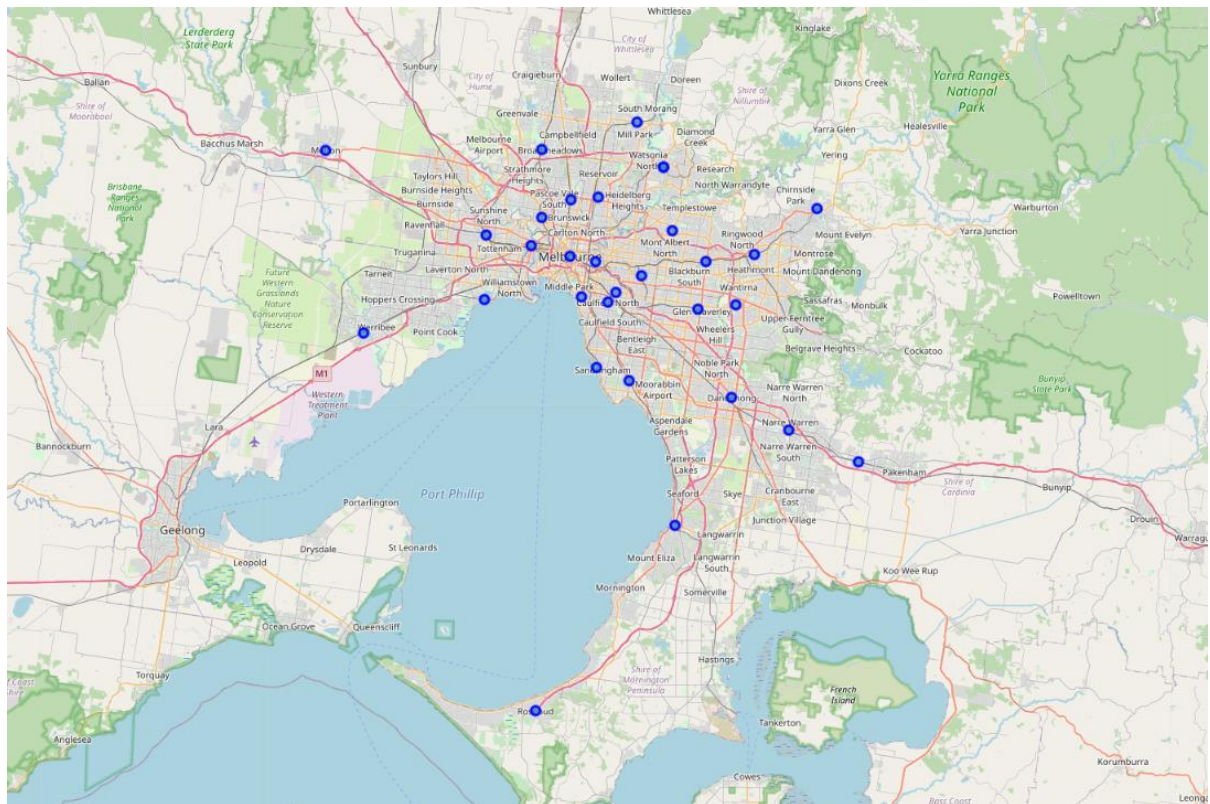 Whittlesea
Lerderderg
State Park
Kinglake
City of
Whittlesea
Sunbury
City of
Hume
Craigieburn
Wollert
Doreen
Ballan
Shire of
Moorabool
Shire of
Nillumbik
Dixons Creek
Yarra Ranges
National
Park
Greenvale
South Morang
Mill Park
Campbellfield
Diamond
Creek
Yarra Glen
Healesville
Bacchus Marsh
Melbourne
Airport
Broadmeadows
Watsonia
North
Yering
Strathmore
Heights
Reservoir
Research
Taylors Hill
North Warrandyte
Brisbane
Ranges
National
Park
Burnside Heights
Burnside
Pascoe Vale
South
Heidelberg
Heights
Chirnside
Park
Templestowe
Warburton
Sunshine
North
Brunswick
Ravenhall
Carlton North
Mount Evelyn
Yarra Junction
Ringwood
North
Mont Albert
Montrose
Truganina
Tottenham
Melbourne
Laverton North
Blackburn
South
Heathmont
Mount Dandenong
Tarneit
Williamstown
North
Middle Park
Wantirna
Sassafras
Future
Western
Grasslands
Nature
Conservation
Reserve
Hoppers Crossing
Caulfield North
Monbulk
Powelltown
Glen Waverley
Upper Ferntree
Gully
Werribee
Point Cook
Caulfield South
Wheelers
Hill
Bentleigh
East
Belgrave Heights
Cockatoo
Noble Park
North
M1
Sandringham
Moorabbin
Airport
Narre Warren
North
Bunyip
State Park
Western
Treatment
Plant
Dandenong
Aspendale
Gardens
Narre Warren
Lara
Narre Warren
South
Bannockburn
Patterson
Lakes
Pakenham
Shire of
Cardinia
Bunyip
Port Phillip
Seaford
Skye
Cranbourne
East
Portarlington
Drouin
Geelong
Junction Village
Warragu
Drysdale
St Leonards
Langwarrin
Leopold
Mount Eliza
Langwarrin
South
Koo Wee Rup
Mornington
Somerville
Ocean Grove
Queenscliff
Hastings
Torquay
Shire of
Mornington
Peninsula
French
Island
Tankerton
Anglesea
Korumburra
Cowes
Bass Coast
Leonga